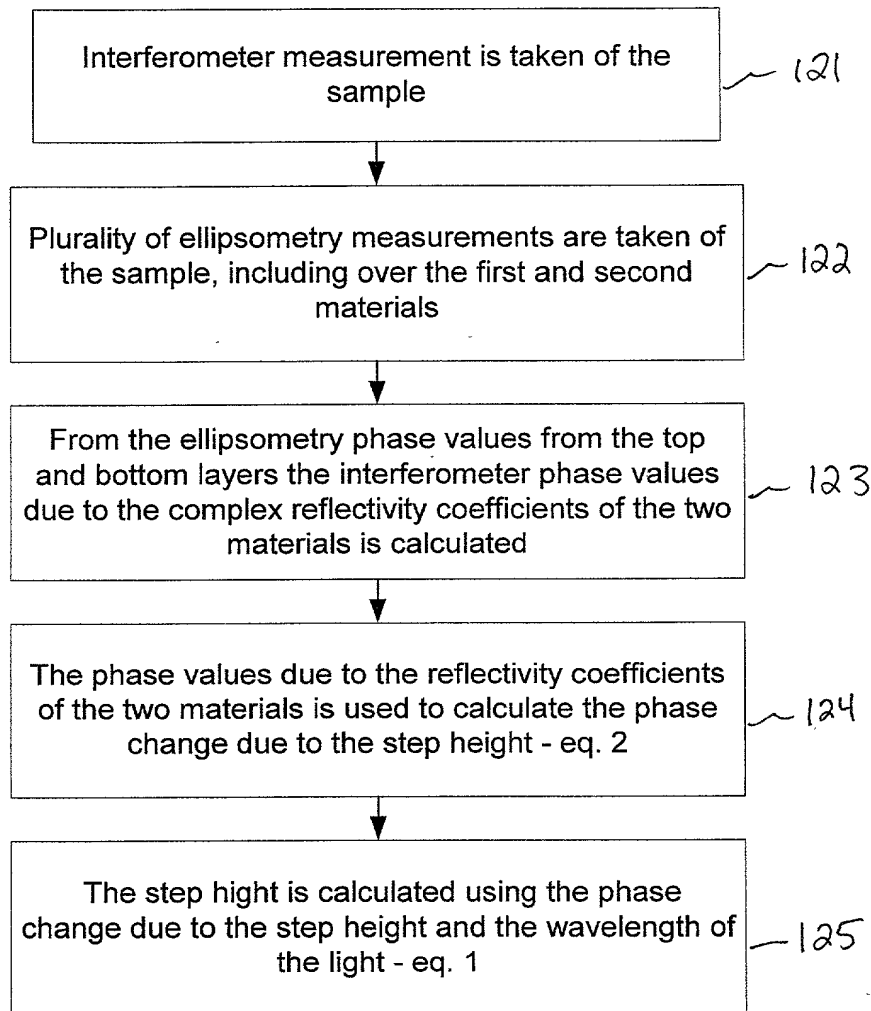 Interferometer measurement is taken of the
sample
121
Plurality of ellipsometry measurements are taken of
the sample, including over the first and second
materials
122
From the ellipsometry phase values from the top
and bottom layers the interferometer phase values
due to the complex reflectivity coefficients of the two
materials is calculated
123
The phase values due to the reflectivity coefficients
of the two materials is used to calculate the phase
change due to the step height - eq. 2
124
The step hight is calculated using the phase
change due to the step height and the wavelength of
the light - eq. 1
125